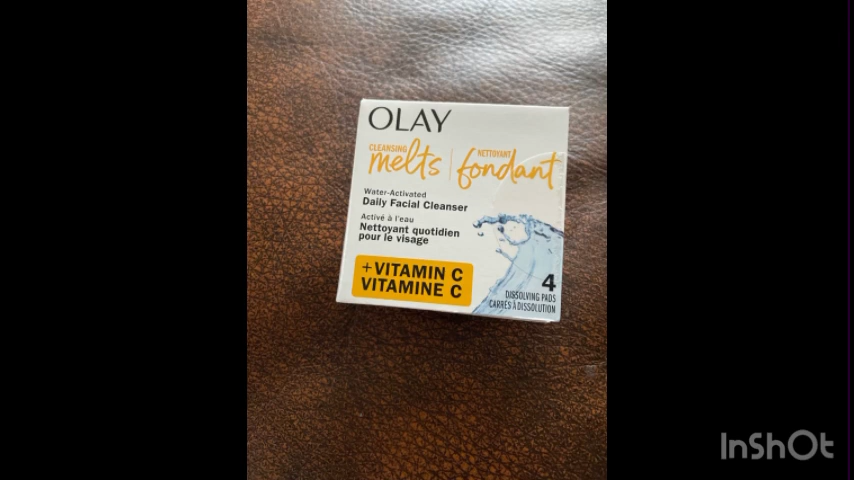 OLAY
CLEANSING melts | NETTOYANT fondant
Water-Activated
Daily Facial Cleanser
Activé à l'eau
Nettoyant quotidien
pour le visage
+ VITAMIN C
VITAMINE C
4
DISSOLVING PADS
CARRÉS À DISSOLUTION
InShOt